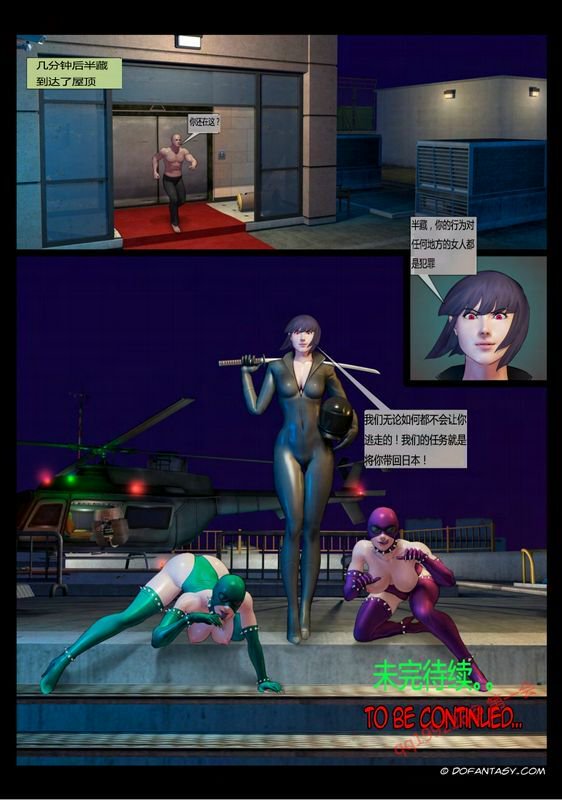 几分钟后半藏
到达了屋顶
你还在这？
半藏，你的行为对
任何地方的女人都
是犯罪
我们无论如何都不会让你
逃走的！我们的任务就是
将你带回日本！
未完待续。。
TO BE CONTINUED...
© DOFANTASY.COM